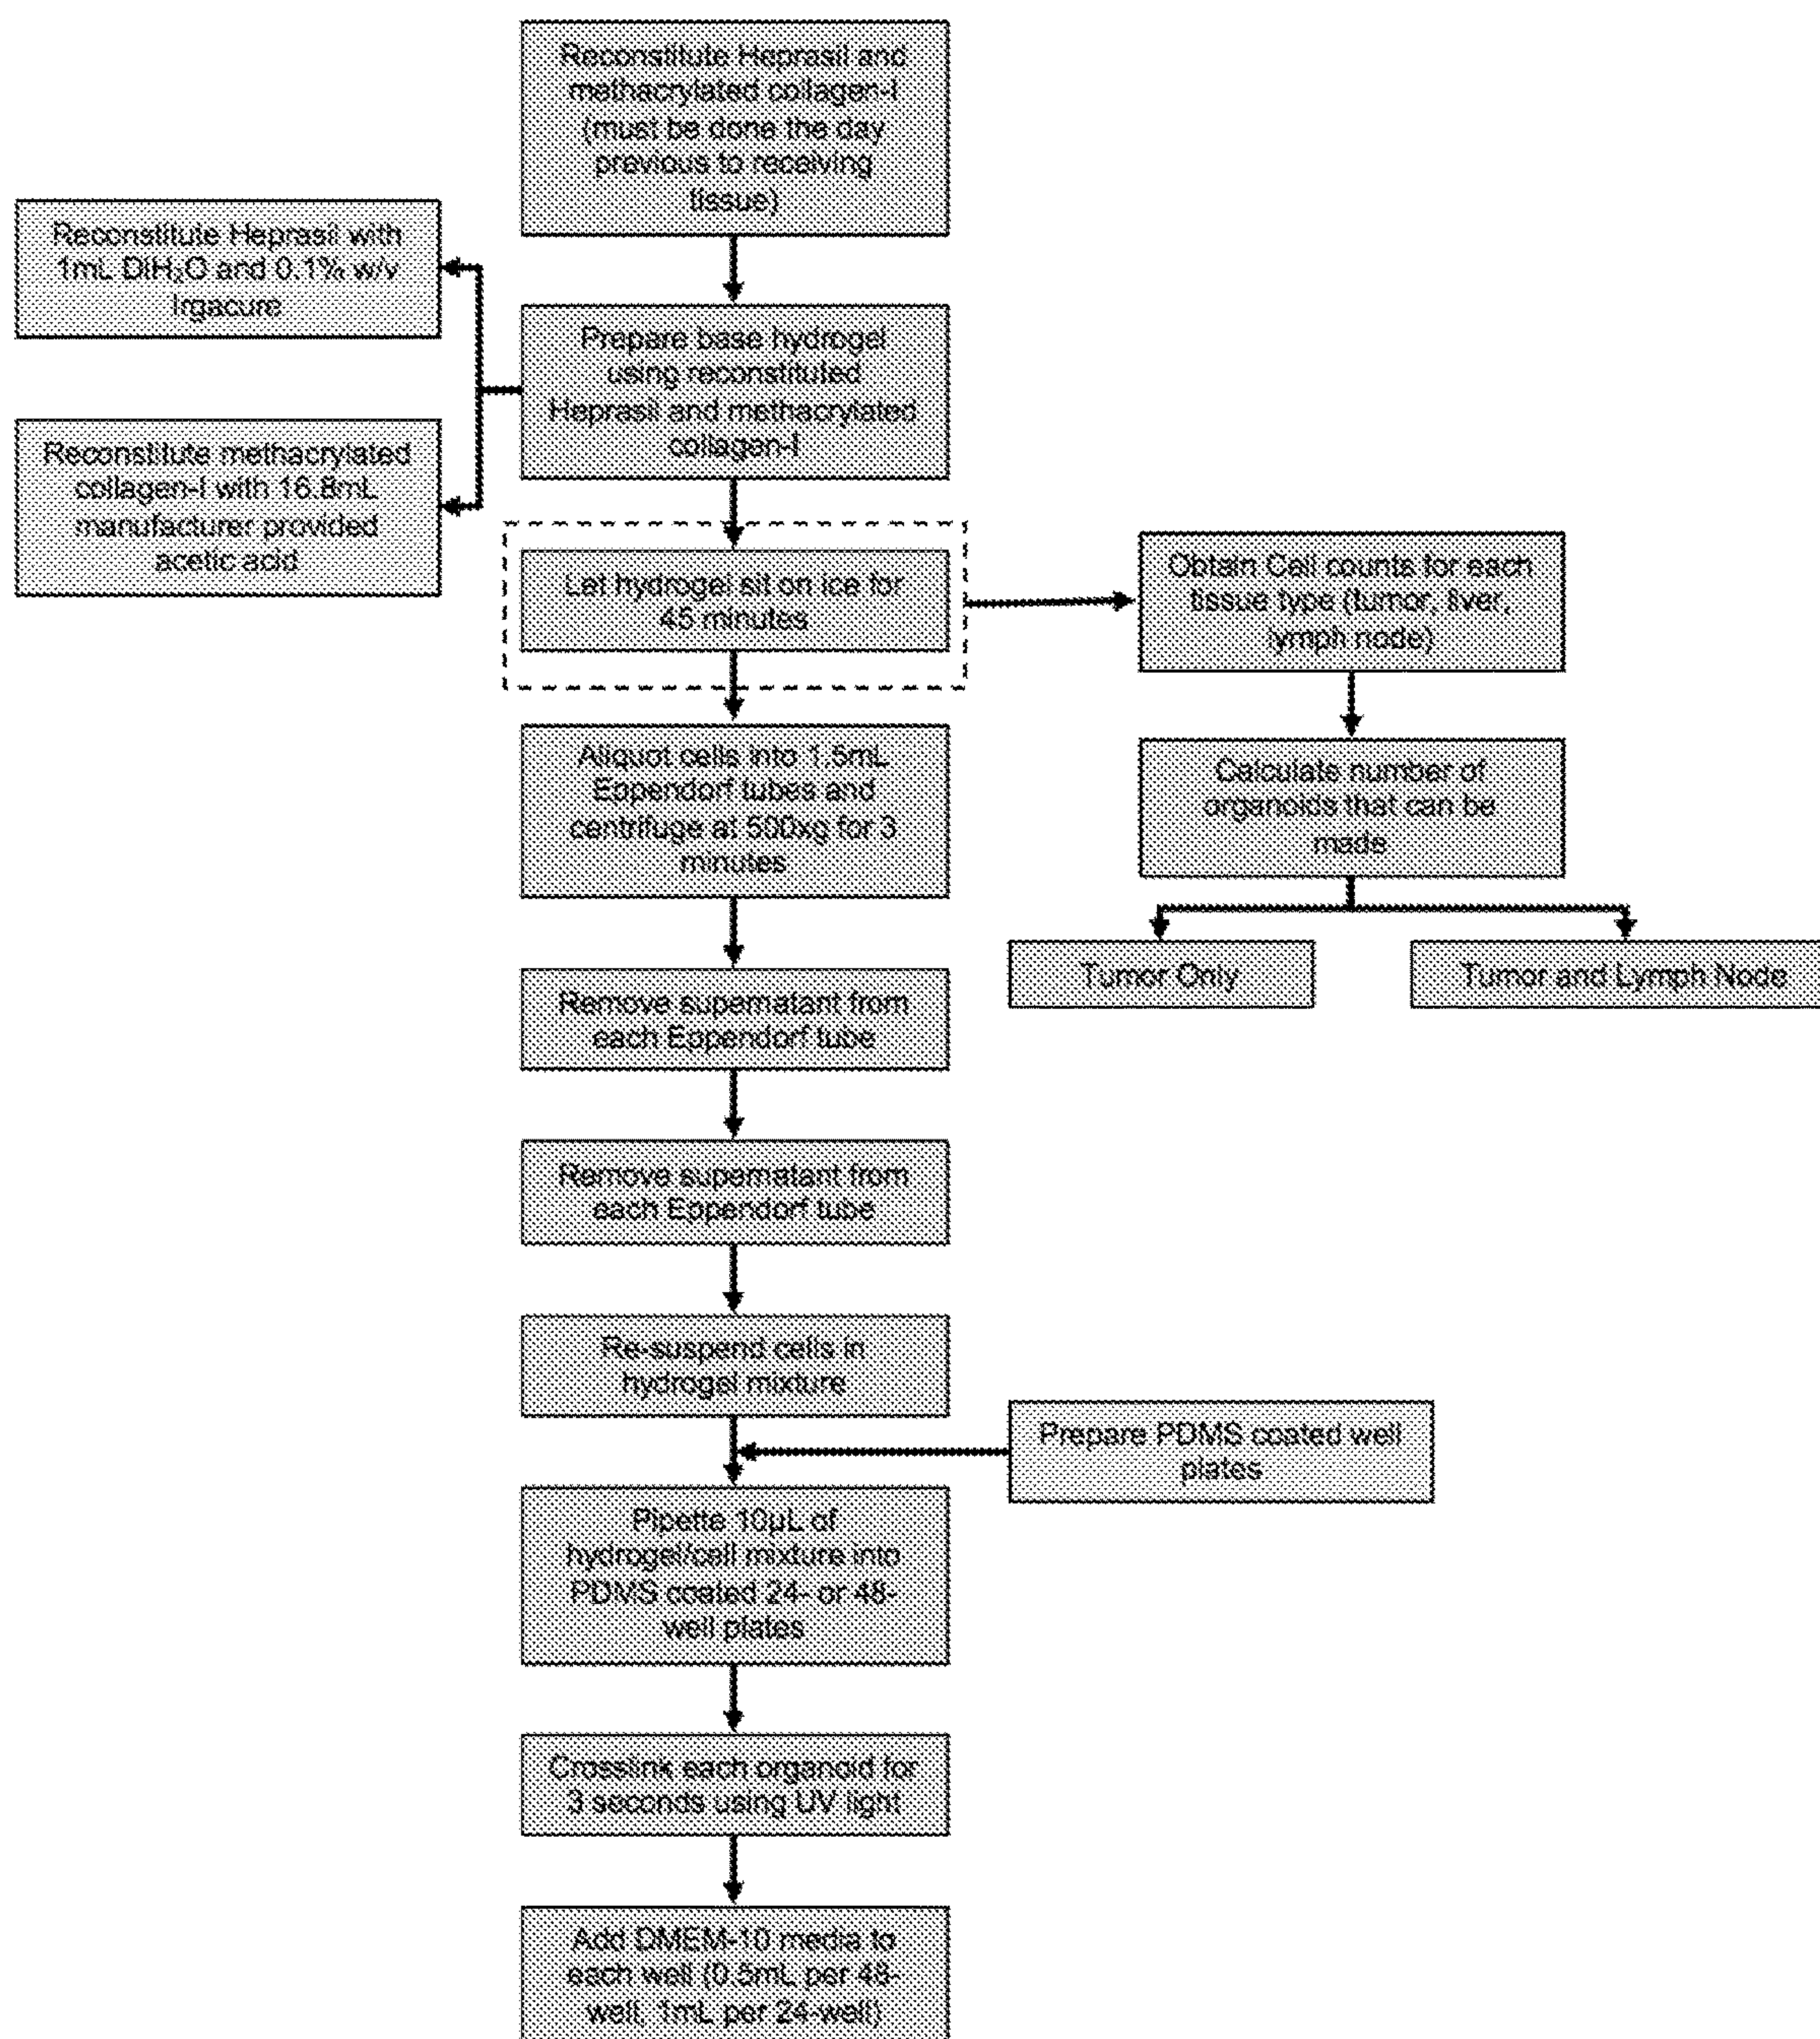 Reconstitute Heprasil and
methacrylated collagen-I
(must be done the day
previous to receiving
tissue)
Reconstitute Heprasil with
1mL DiH₂O and 0.1% w/v
Irgacure
Prepare base hydrogel
using reconstituted
Heprasil and methacrylated
collagen-I
Reconstitute methacrylated
collagen-I with 16.8mL
manufacturer provided
acetic acid
Let hydrogel sit on ice for
45 minutes
Obtain Cell counts for each
tissue type (tumor, liver,
lymph node)
Calculate number of
organoids that can be
made
Tumor Only
Tumor and Lymph Node
Aliquot cells into 1.5mL
Eppendorf tubes and
centrifuge at 500xg for 3
minutes
Remove supernatant from
each Eppendorf tube
Remove supernatant from
each Eppendorf tube
Re-suspend cells in
hydrogel mixture
Prepare PDMS coated well
plates
Pipette 10µL of
hydrogel/cell mixture into
PDMS coated 24- or 48-
well plates
Crosslink each organoid for
3 seconds using UV light
Add DMEM-10 media to
each well (0.5mL per 48-
well, 1mL per 24-well)